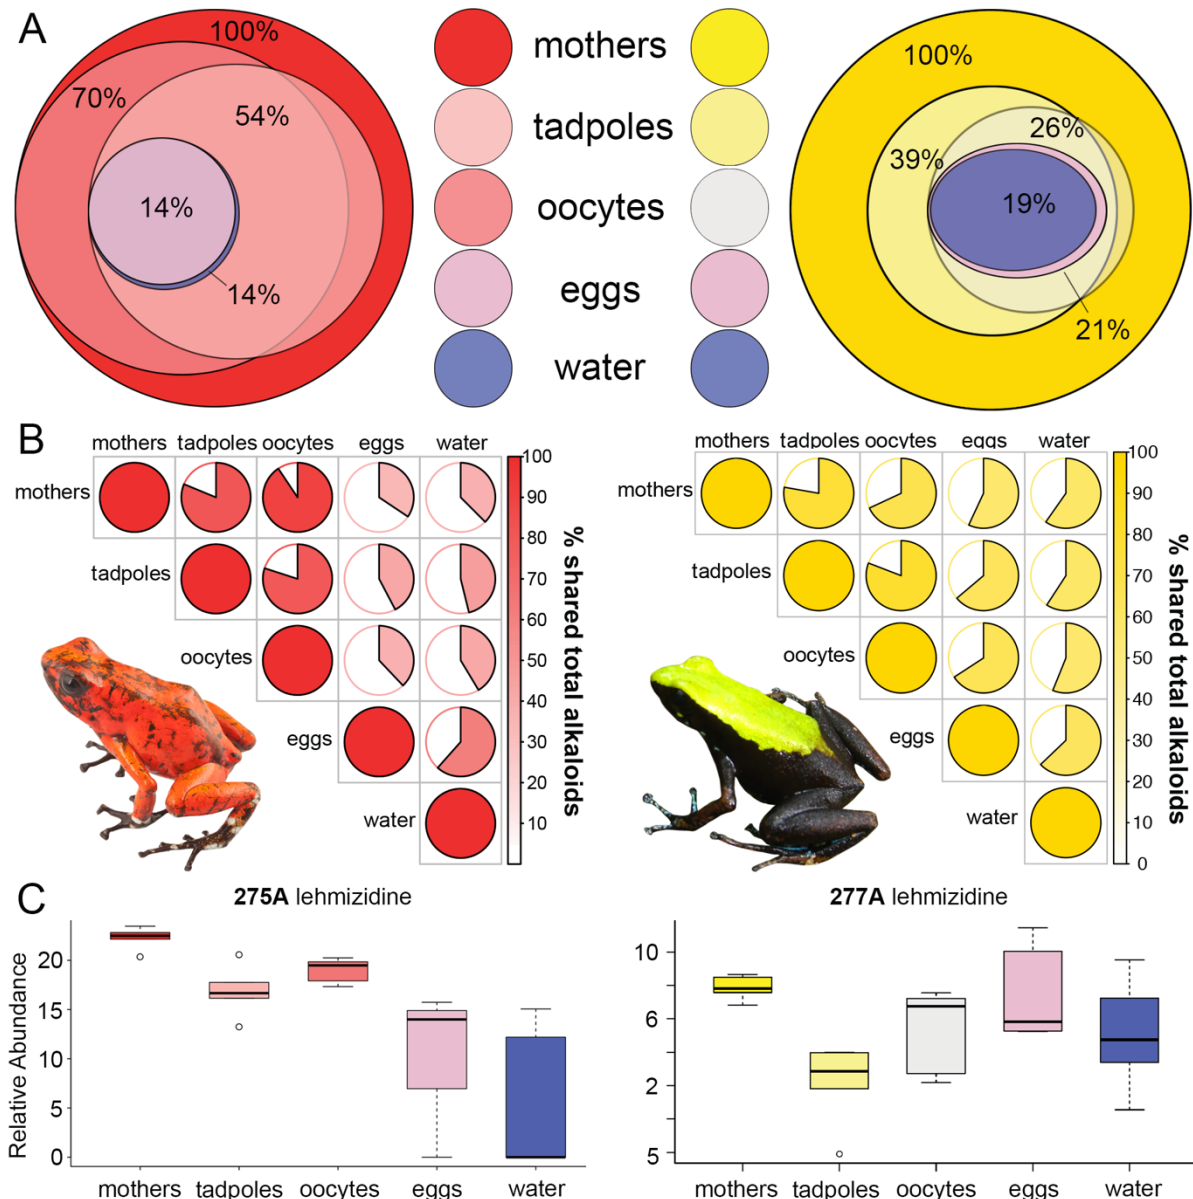 A
100%
70%
54%
14%
14%
mothers
tadpoles
oocytes
eggs
water
100%
39%
26%
19%
21%
B
mothers tadpoles oocytes eggs water
mothers
tadpoles
oocytes
eggs
water
100
90
80
70
60
50
40
30
20
10
% shared total alkaloids
mothers tadpoles oocytes eggs water
mothers
tadpoles
oocytes
eggs
water
100
90
80
70
60
50
40
30
20
10
0
% shared total alkaloids
C
275A lehmizidine
Relative Abundance
20
15
10
5
0
mothers tadpoles oocytes eggs water
277A lehmizidine
10
6
2
5
mothers tadpoles oocytes eggs water